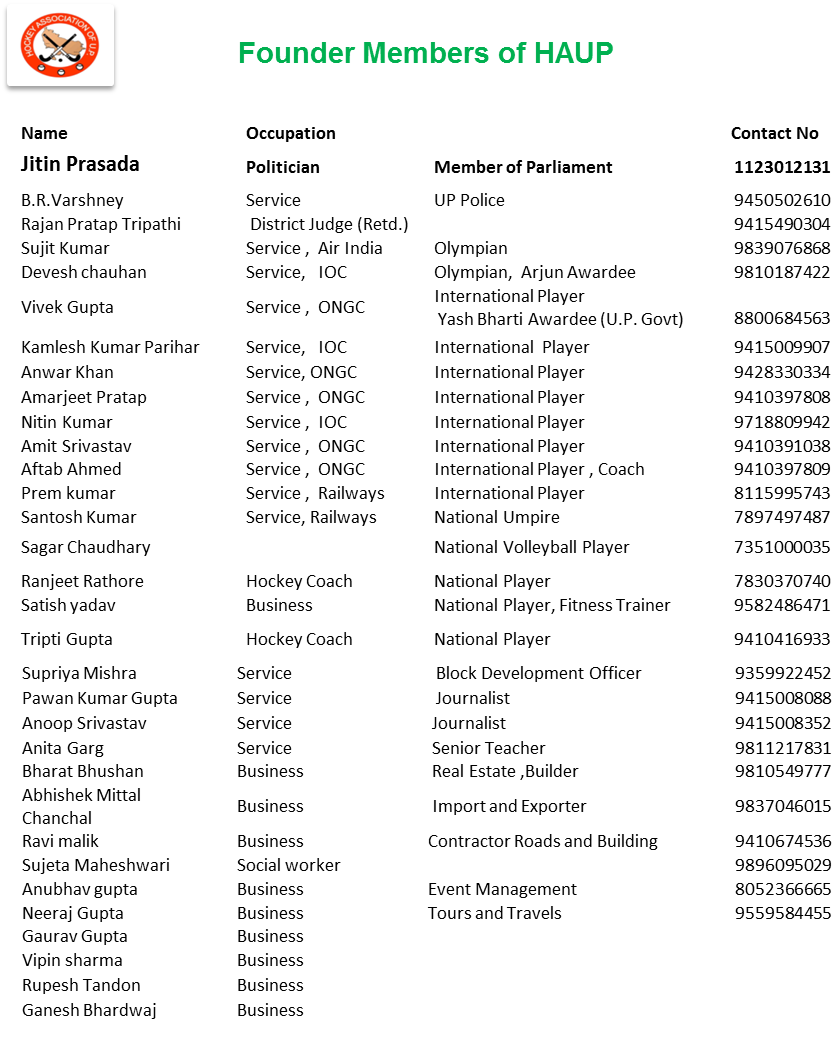 HOCKEY ASSOCIATION OF U.P.
Founder Members of HAUP
Name Occupation Contact No
Jitin Prasada Politician Member of Parliament 1123012131
B.R.Varshney Service UP Police 9450502610
Rajan Pratap Tripathi District Judge (Retd.) 9415490304
Sujit Kumar Service , Air India Olympian 9839076868
Devesh chauhan Service, IOC Olympian, Arjun Awardee 9810187422
International Player
Vivek Gupta Service , ONGC
Yash Bharti Awardee (U.P. Govt) 8800684563
Kamlesh Kumar Parihar Service, IOC International Player 9415009907
Anwar Khan Service, ONGC International Player 9428330334
Amarjeet Pratap Service , ONGC International Player 9410397808
Nitin Kumar Service , IOC International Player 9718809942
Amit Srivastav Service , ONGC International Player 9410391038
Aftab Ahmed Service , ONGC International Player , Coach 9410397809
Prem kumar Service , Railways International Player 8115995743
Santosh Kumar Service, Railways National Umpire 7897497487
Sagar Chaudhary National Volleyball Player 7351000035
Ranjeet Rathore Hockey Coach National Player 7830370740
Satish yadav Business National Player, Fitness Trainer 9582486471
Tripti Gupta Hockey Coach National Player 9410416933
Supriya Mishra Service Block Development Officer 9359922452
Pawan Kumar Gupta Service Journalist 9415008088
Anoop Srivastav Service Journalist 9415008352
Anita Garg Service Senior Teacher 9811217831
Bharat Bhushan Business Real Estate ,Builder 9810549777
Abhishek Mittal
Chanchal Business Import and Exporter 9837046015
Ravi malik Business Contractor Roads and Building 9410674536
Sujeta Maheshwari Social worker 9896095029
Anubhav gupta Business Event Management 8052366665
Neeraj Gupta Business Tours and Travels 9559584455
Gaurav Gupta Business
Vipin sharma Business
Rupesh Tandon Business
Ganesh Bhardwaj Business